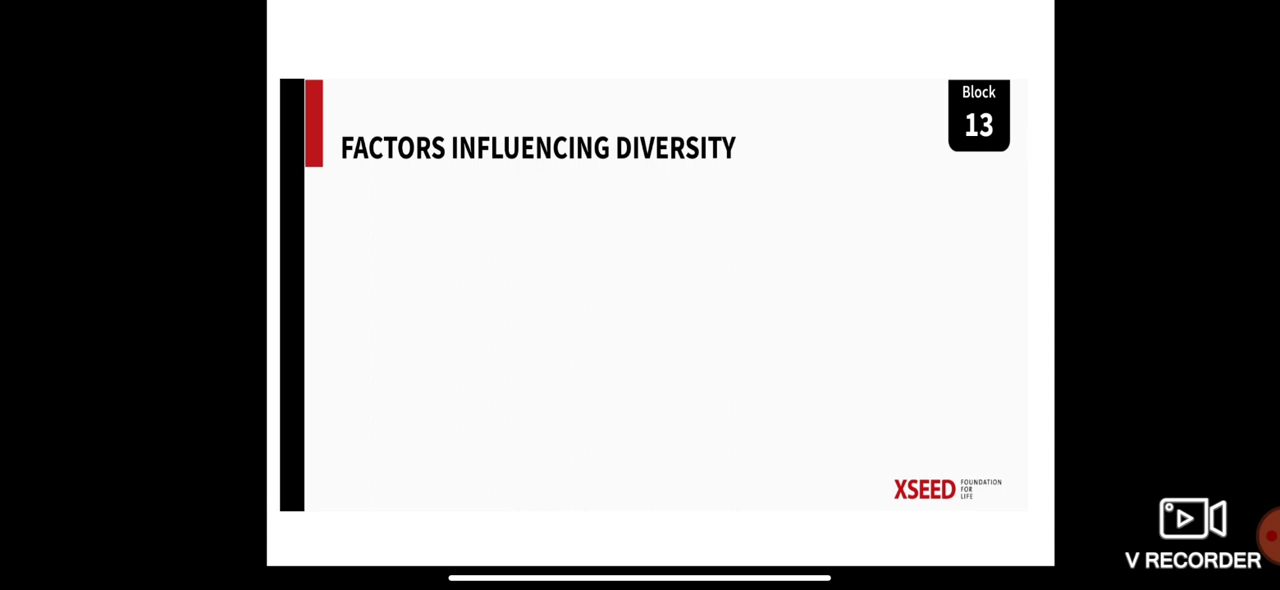 Block
13
FACTORS INFLUENCING DIVERSITY
XSEED
FOUNDATION
FOR
LIFE
V RECORDER